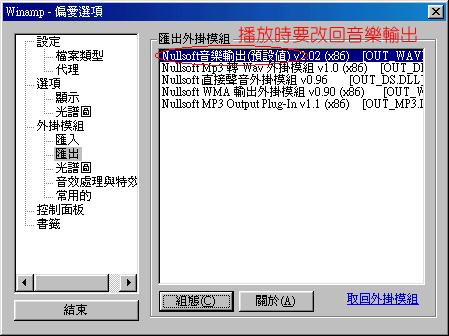 Winamp - 偏愛選項
設定
檔案類型
代理
選項
顯示
光譜圖
外掛模組
匯入
匯出
光譜圖
音效處理與特效
常用的
控制面板
書籤
結束
匯出外掛模組
播放時要改回音樂輸出
Nullsoft音樂輸出(預設值) v2.02 (x86) [OUT_WAV
Nullsoft Mp3 轉 Wav 外掛模組 v1.0 (x86) [OUT_DI
Nullsoft 直接聲音外掛模組 v0.96 [OUT_DS.DLL]
Nullsoft WMA 輸出外掛模組 v0.90 (x86) [OUT_W
Nullsoft MP3 Output Plug-In v1.1 (x86) [OUT_MP3.I
組態(C)
關於(A)
取回外掛模組